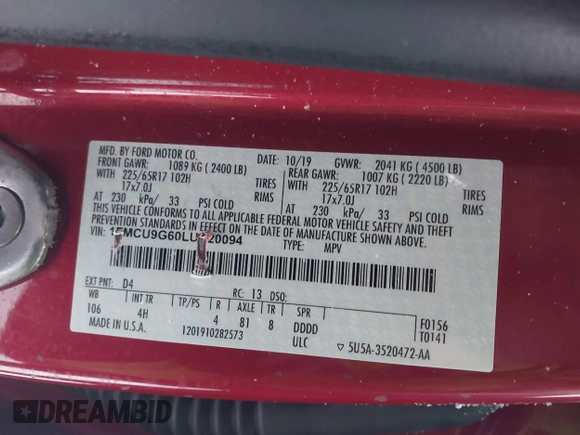 MFD. BY FORD MOTOR CO.
DATE: 10/19 GVWR: 2041 KG (4500 LB)
FRONT GAWR: 1089 KG (2400 LB) REAR GAWR: 1007 KG (2220 LB)
WITH 225/65R17 102H TIRES WITH 225/65R17 102H TIRES
17x7.0J RIMS 17x7.0J RIMS
AT 230 kPa/ 33 PSI COLD AT 230 kPa/ 33 PSI COLD
THIS VEHICLE CONFORMS TO ALL APPLICABLE FEDERAL MOTOR VEHICLE SAFETY AND THEFT
PREVENTION STANDARDS IN EFFECT ON THE DATE OF MANUFACTURE SHOWN ABOVE.
VIN: TYPE: MPV
EXT PNT: D4 RC: 13 DSO:
WB INT TR TP/PS R AXLE TR SPR
106 4H 4 81 8 DDDD F0156
MADE IN U.S.A. 1201910282573 ULC T0141
▽ 5U5A-3520472-AA
DREAMBID